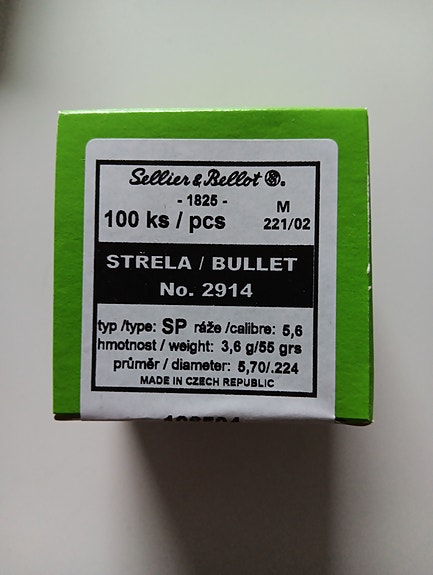 Sellier & Bellot
- 1825 -
100 ks / pcs
M
221/02
STŘELA / BULLET
No. 2914
typ /type: SP ráže /calibre: 5,6
hmotnost / weight: 3,6 g/55 grs
průměr / diameter: 5,70/.224
MADE IN CZECH REPUBLIC